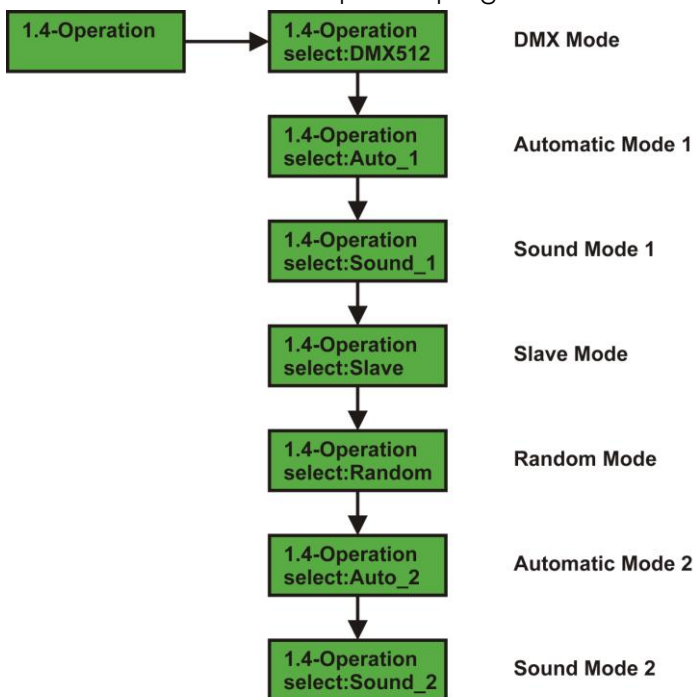 1.4-Operation
1.4-Operation
select:DMX512
DMX Mode
1.4-Operation
select:Auto_1
Automatic Mode 1
1.4-Operation
select:Sound_1
Sound Mode 1
1.4-Operation
select:Slave
Slave Mode
1.4-Operation
select:Random
Random Mode
1.4-Operation
select:Auto_2
Automatic Mode 2
1.4-Operation
select:Sound_2
Sound Mode 2